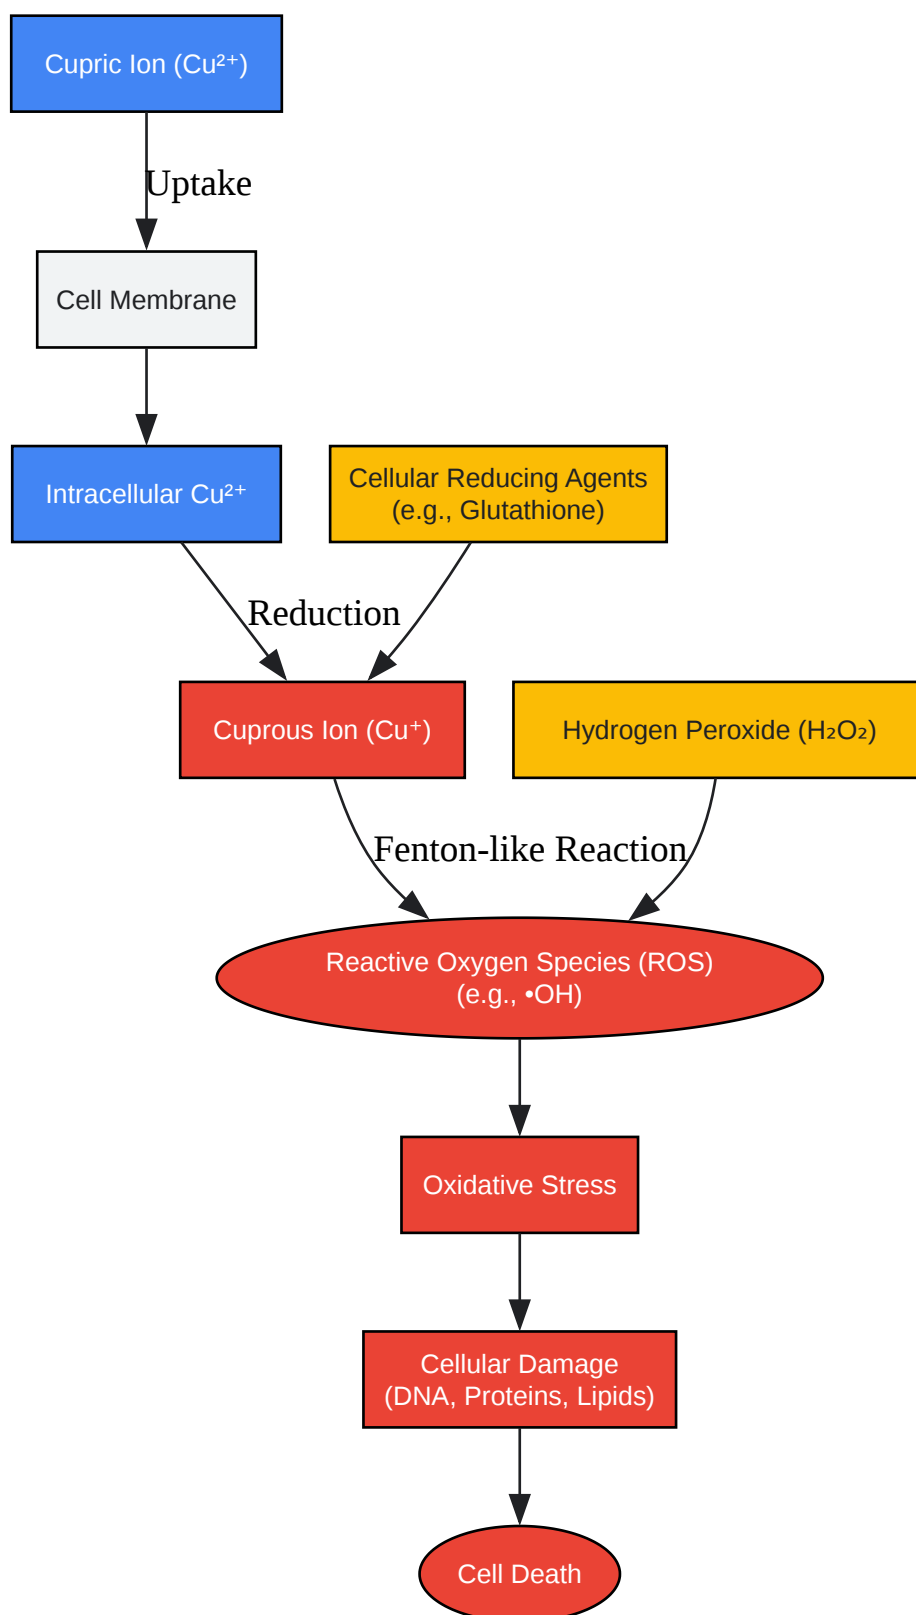 Cupric Ion (Cu²⁺)
Uptake
Cell Membrane
Intracellular Cu²⁺
Cellular Reducing Agents
(e.g., Glutathione)
Reduction
Cuprous Ion (Cu⁺)
Hydrogen Peroxide (H₂O₂)
Fenton-like Reaction
Reactive Oxygen Species (ROS)
(e.g., •OH)
Oxidative Stress
Cellular Damage
(DNA, Proteins, Lipids)
Cell Death